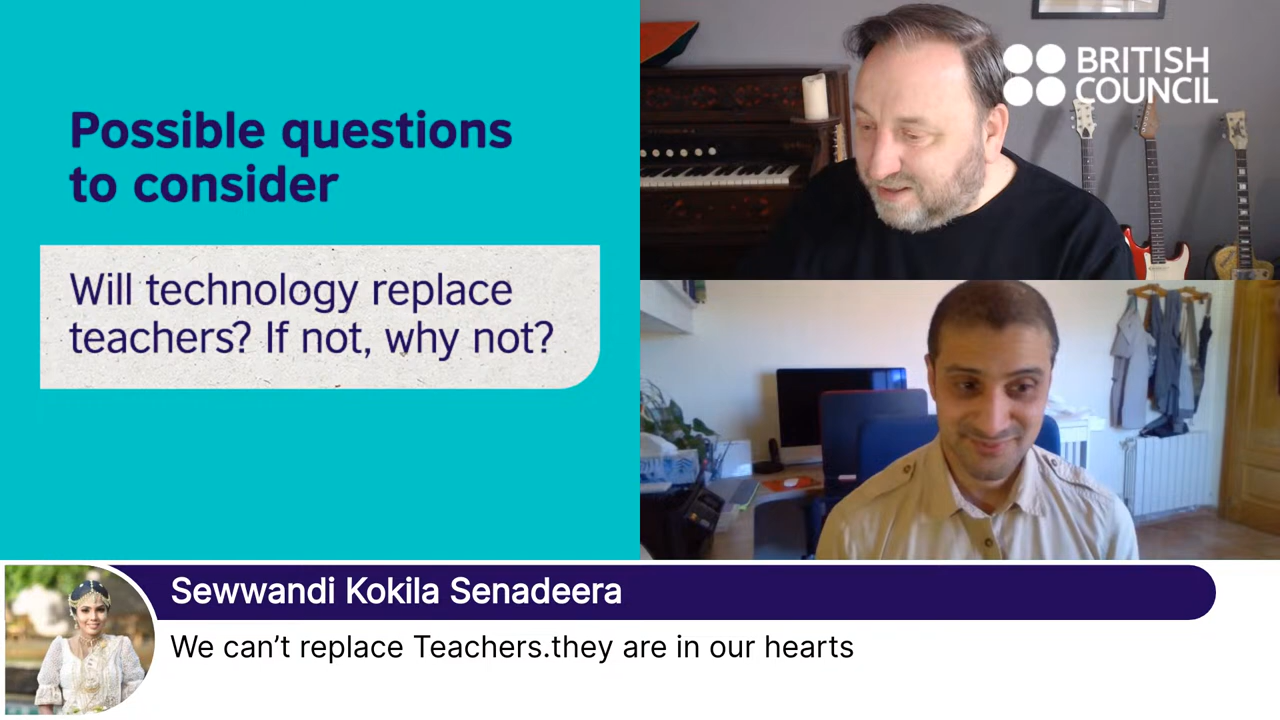 Possible questions
to consider
Will technology replace
teachers? If not, why not?
BRITISH
COUNCIL
Sewwandi Kokila Senadeera
We can’t replace Teachers.they are in our hearts